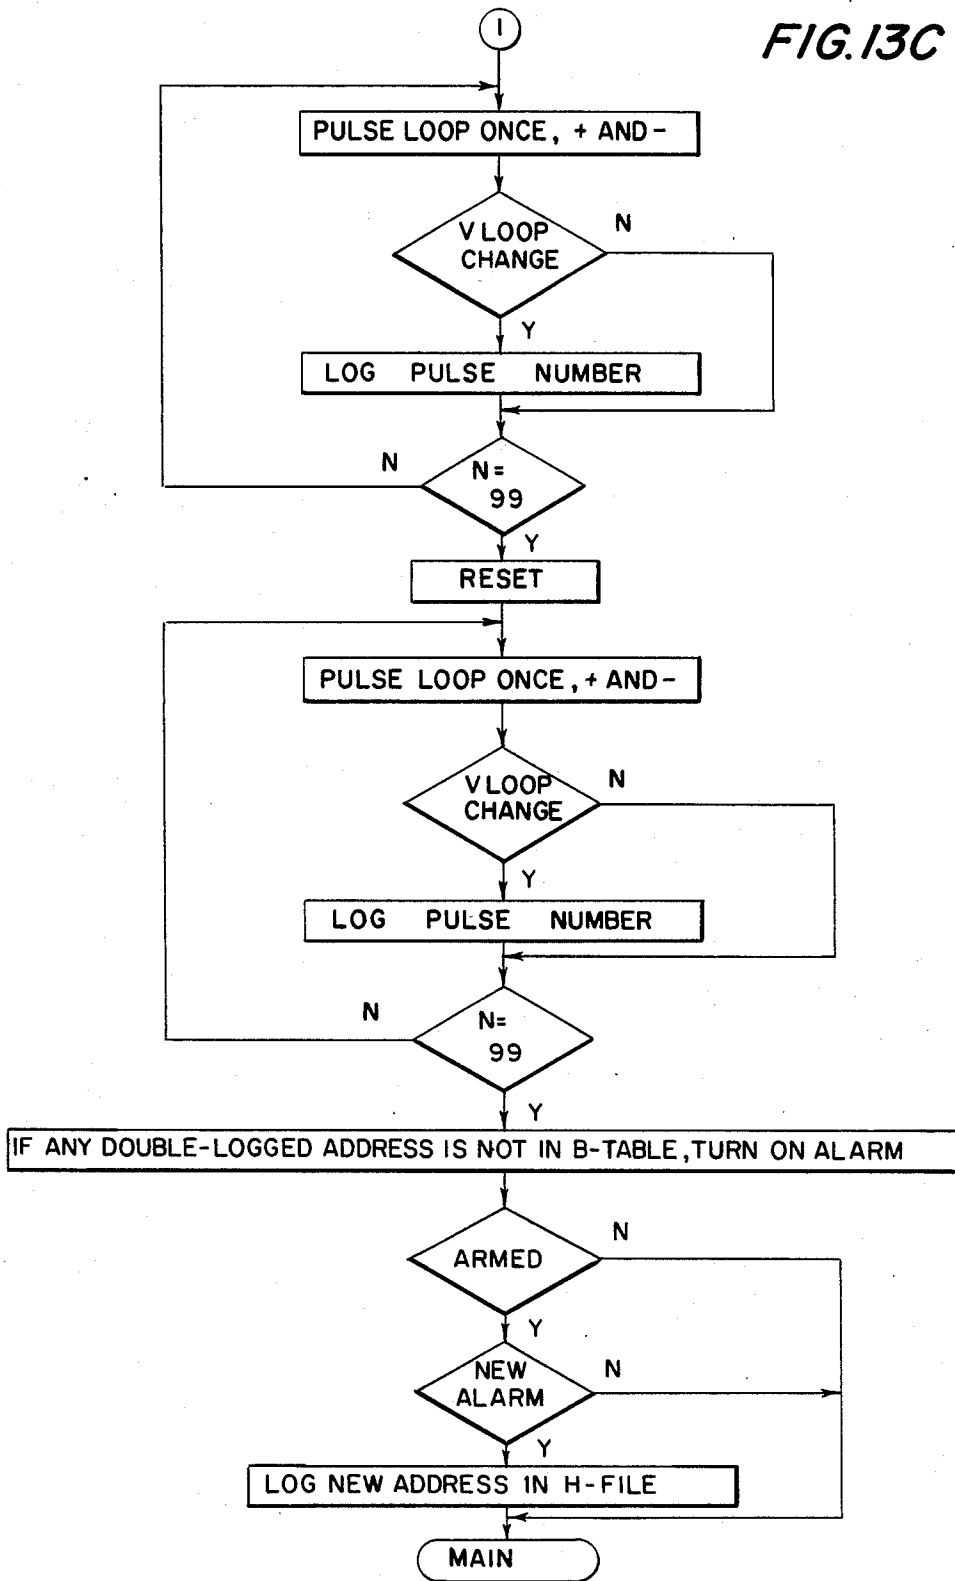 1
FIG. 13C
PULSE LOOP ONCE, + AND -
V LOOP
CHANGE
N
Y
LOG PULSE NUMBER
N
N =
99
Y
RESET
PULSE LOOP ONCE, + AND -
V LOOP
CHANGE
N
Y
LOG PULSE NUMBER
N
N=
99
Y
IF ANY DOUBLE-LOGGED ADDRESS IS NOT IN B-TABLE, TURN ON ALARM
ARMED
N
Y
NEW
ALARM
N
Y
LOG NEW ADDRESS IN H-FILE
MAIN